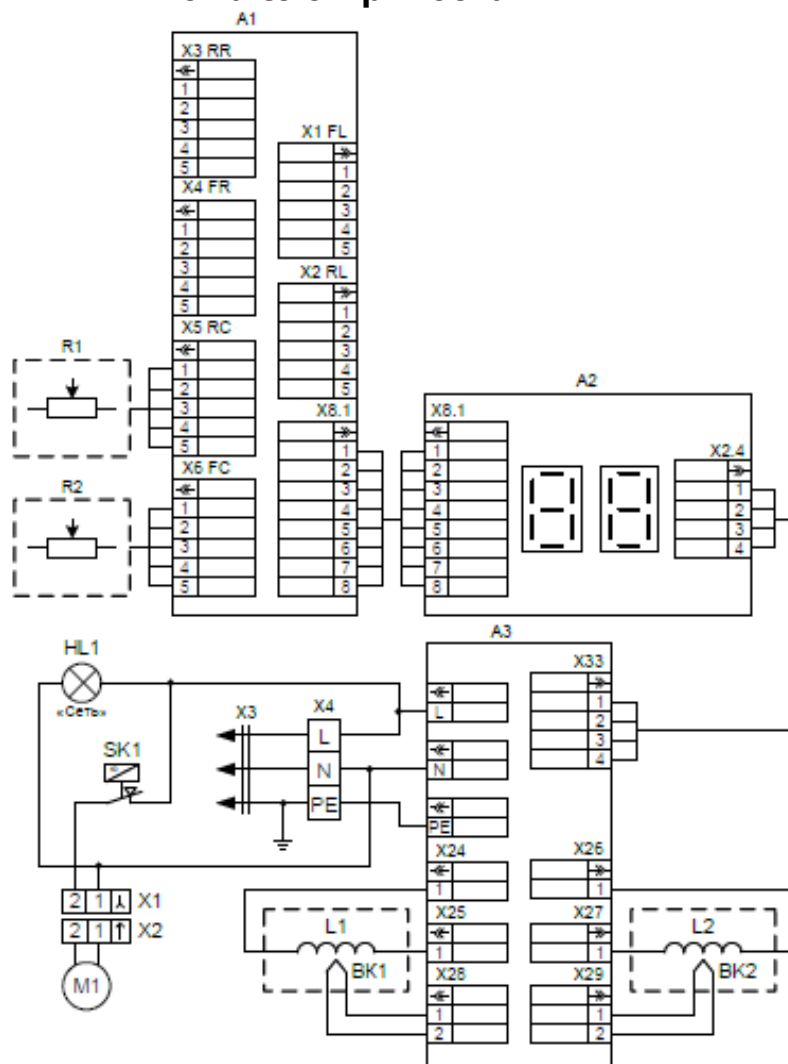 A1
X3 RR
1
2
3
4
5
X1 FL
1
2
3
4
5
X4 FR
1
2
3
4
5
X2 RL
1
2
3
4
5
R1
X5 RC
1
2
3
4
5
X8.1
1
2
3
4
5
6
7
8
R2
X6 FC
1
2
3
4
5
A2
X8.1
1
2
3
4
5
6
7
8
X2.4
1
2
3
4
A3
HL1
«Сеть»
SK1
X3
X4
L
N
PE
L
N
PE
X33
1
2
3
4
X24
1
X26
1
X25
1
X27
1
X28
1
2
X29
1
2
L1
BK1
L2
BK2
2 1 X1
2 1 X2
M1